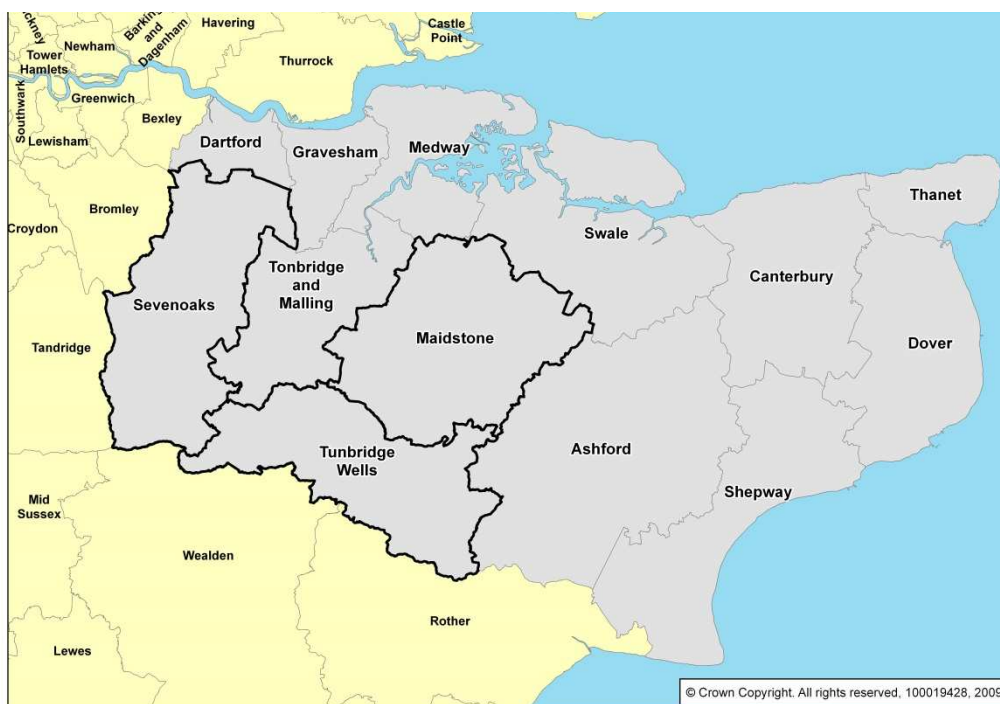 ckney
Newham
Barking
and
Dagenham
Havering
Castle
Point
Tower
Hamlets
Thurrock
Southwark
Greenwich
Bexley
Lewisham
Dartford
Gravesham
Medway
Bromley
Croydon
Thanet
Swale
Tonbridge
and
Malling
Canterbury
Sevenoaks
Maidstone
Tandridge
Dover
Tunbridge
Wells
Ashford
Mid
Sussex
Shepway
Wealden
Rother
Lewes
© Crown Copyright. All rights reserved, 100019428, 2009